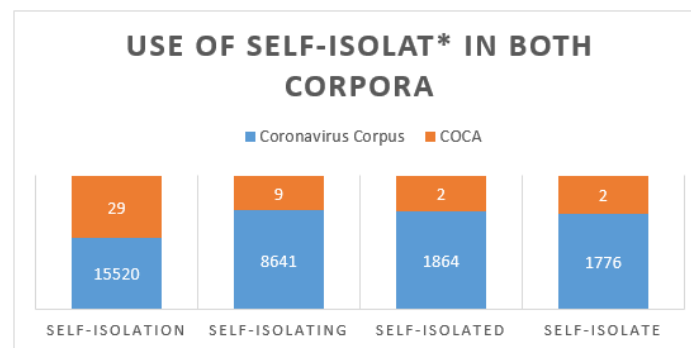 USE OF SELF-ISOLAT* IN BOTH
CORPORA
Coronavirus Corpus COCA
29 9 2 2
15520 8641 1864 1776
SELF-ISOLATION SELF-ISOLATING SELF-ISOLATED SELF-ISOLATE